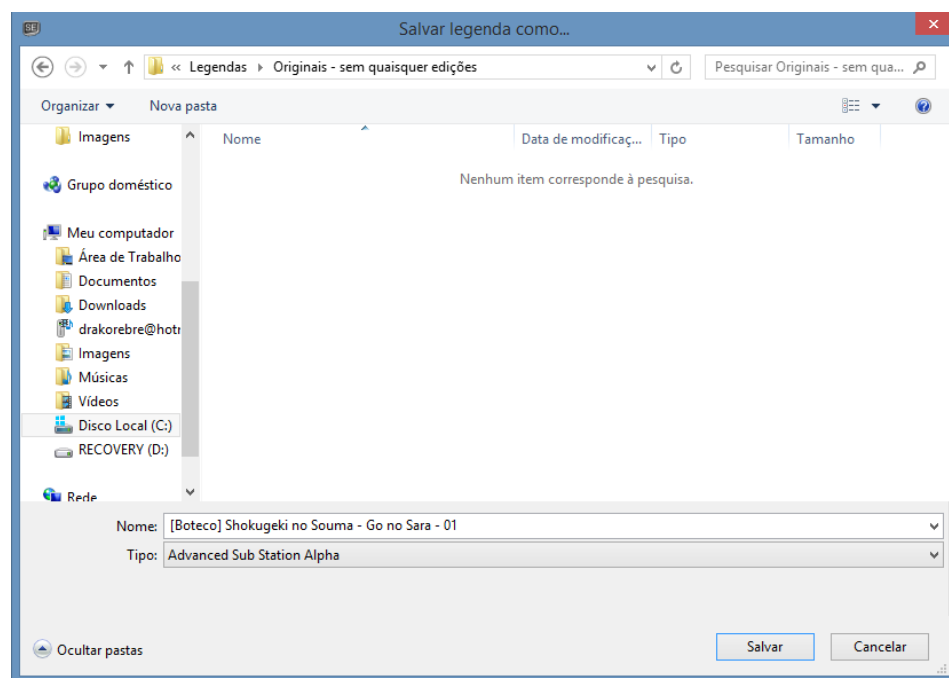 SE
Salvar legenda como...
« Legendas Originais - sem quaisquer edições
Pesquisar Originais - sem qua...
Organizar Nova pasta
Nome Data de modificaç... Tipo Tamanho
Nenhum item corresponde à pesquisa.
Imagens
Grupo doméstico
Meu computador
Área de Trabalho
Documentos
Downloads
drakorebre@hotr
Imagens
Músicas
Vídeos
Disco Local (C:)
RECOVERY (D:)
Rede
Nome: [Boteco] Shokugeki no Souma - Go no Sara - 01
Tipo: Advanced Sub Station Alpha
Ocultar pastas
Salvar Cancelar